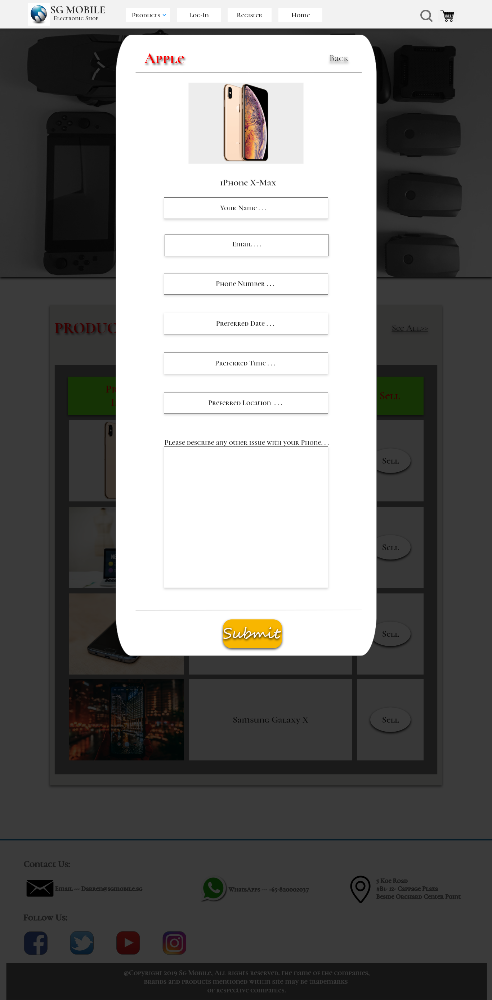 SG MOBILE
Electronic Shop
Products
Log-In
Register
Home
Apple
Back
iPhone X-Max
Your Name . . .
Email . . .
Phone Number . . .
Preferred Date . . .
Preferred Time . . .
Preferred Location . . .
Please describe any other issue with your Phone. . .
Submit
PRODUC
See All>>
Sell
Sell
NE
Sell
Sell
Samsung Galaxy X
Sell
Contact Us:
Email -- Darren@sgmobile.sg
WhatsApps -- +65-820002037
5 Koe Road
#B1- 12- Cappage Plaza
Beside Orchard Center Point
Follow Us:
@Copyright 2019 Sg Mobile, All rights reserved. the name of the companies,
brands and products mentioned within site may be trademarks
of respective companies.